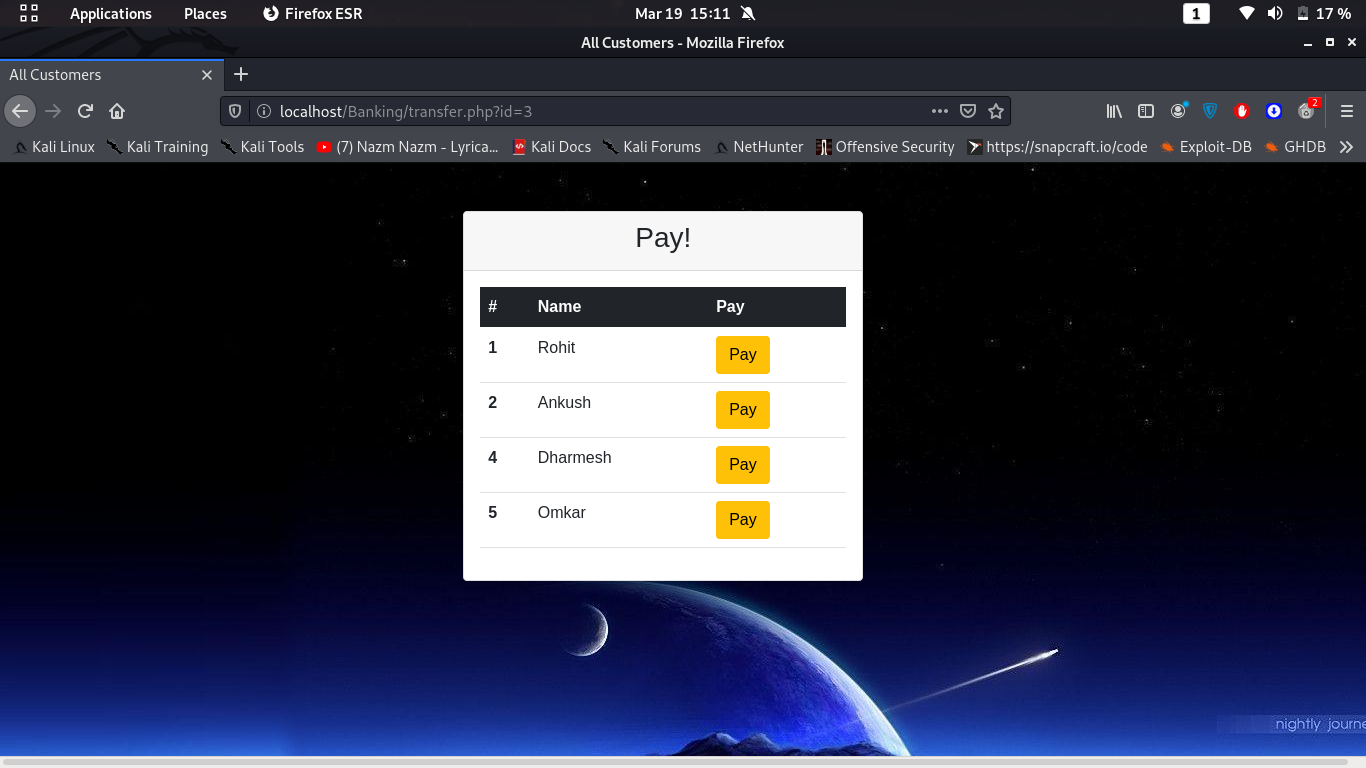 Applications Places Firefox ESR Mar 19 15:11 1 17 %
All Customers - Mozilla Firefox
All Customers
localhost/Banking/transfer.php?id=3 2
Kali Linux Kali Training Kali Tools (7) Nazm Nazm - Lyrica... Kali Docs Kali Forums NetHunter Offensive Security https://snapcraft.io/code Exploit-DB GHDB
Pay!
# Name Pay
1 Rohit Pay
2 Ankush Pay
4 Dharmesh Pay
5 Omkar Pay
nightly journe